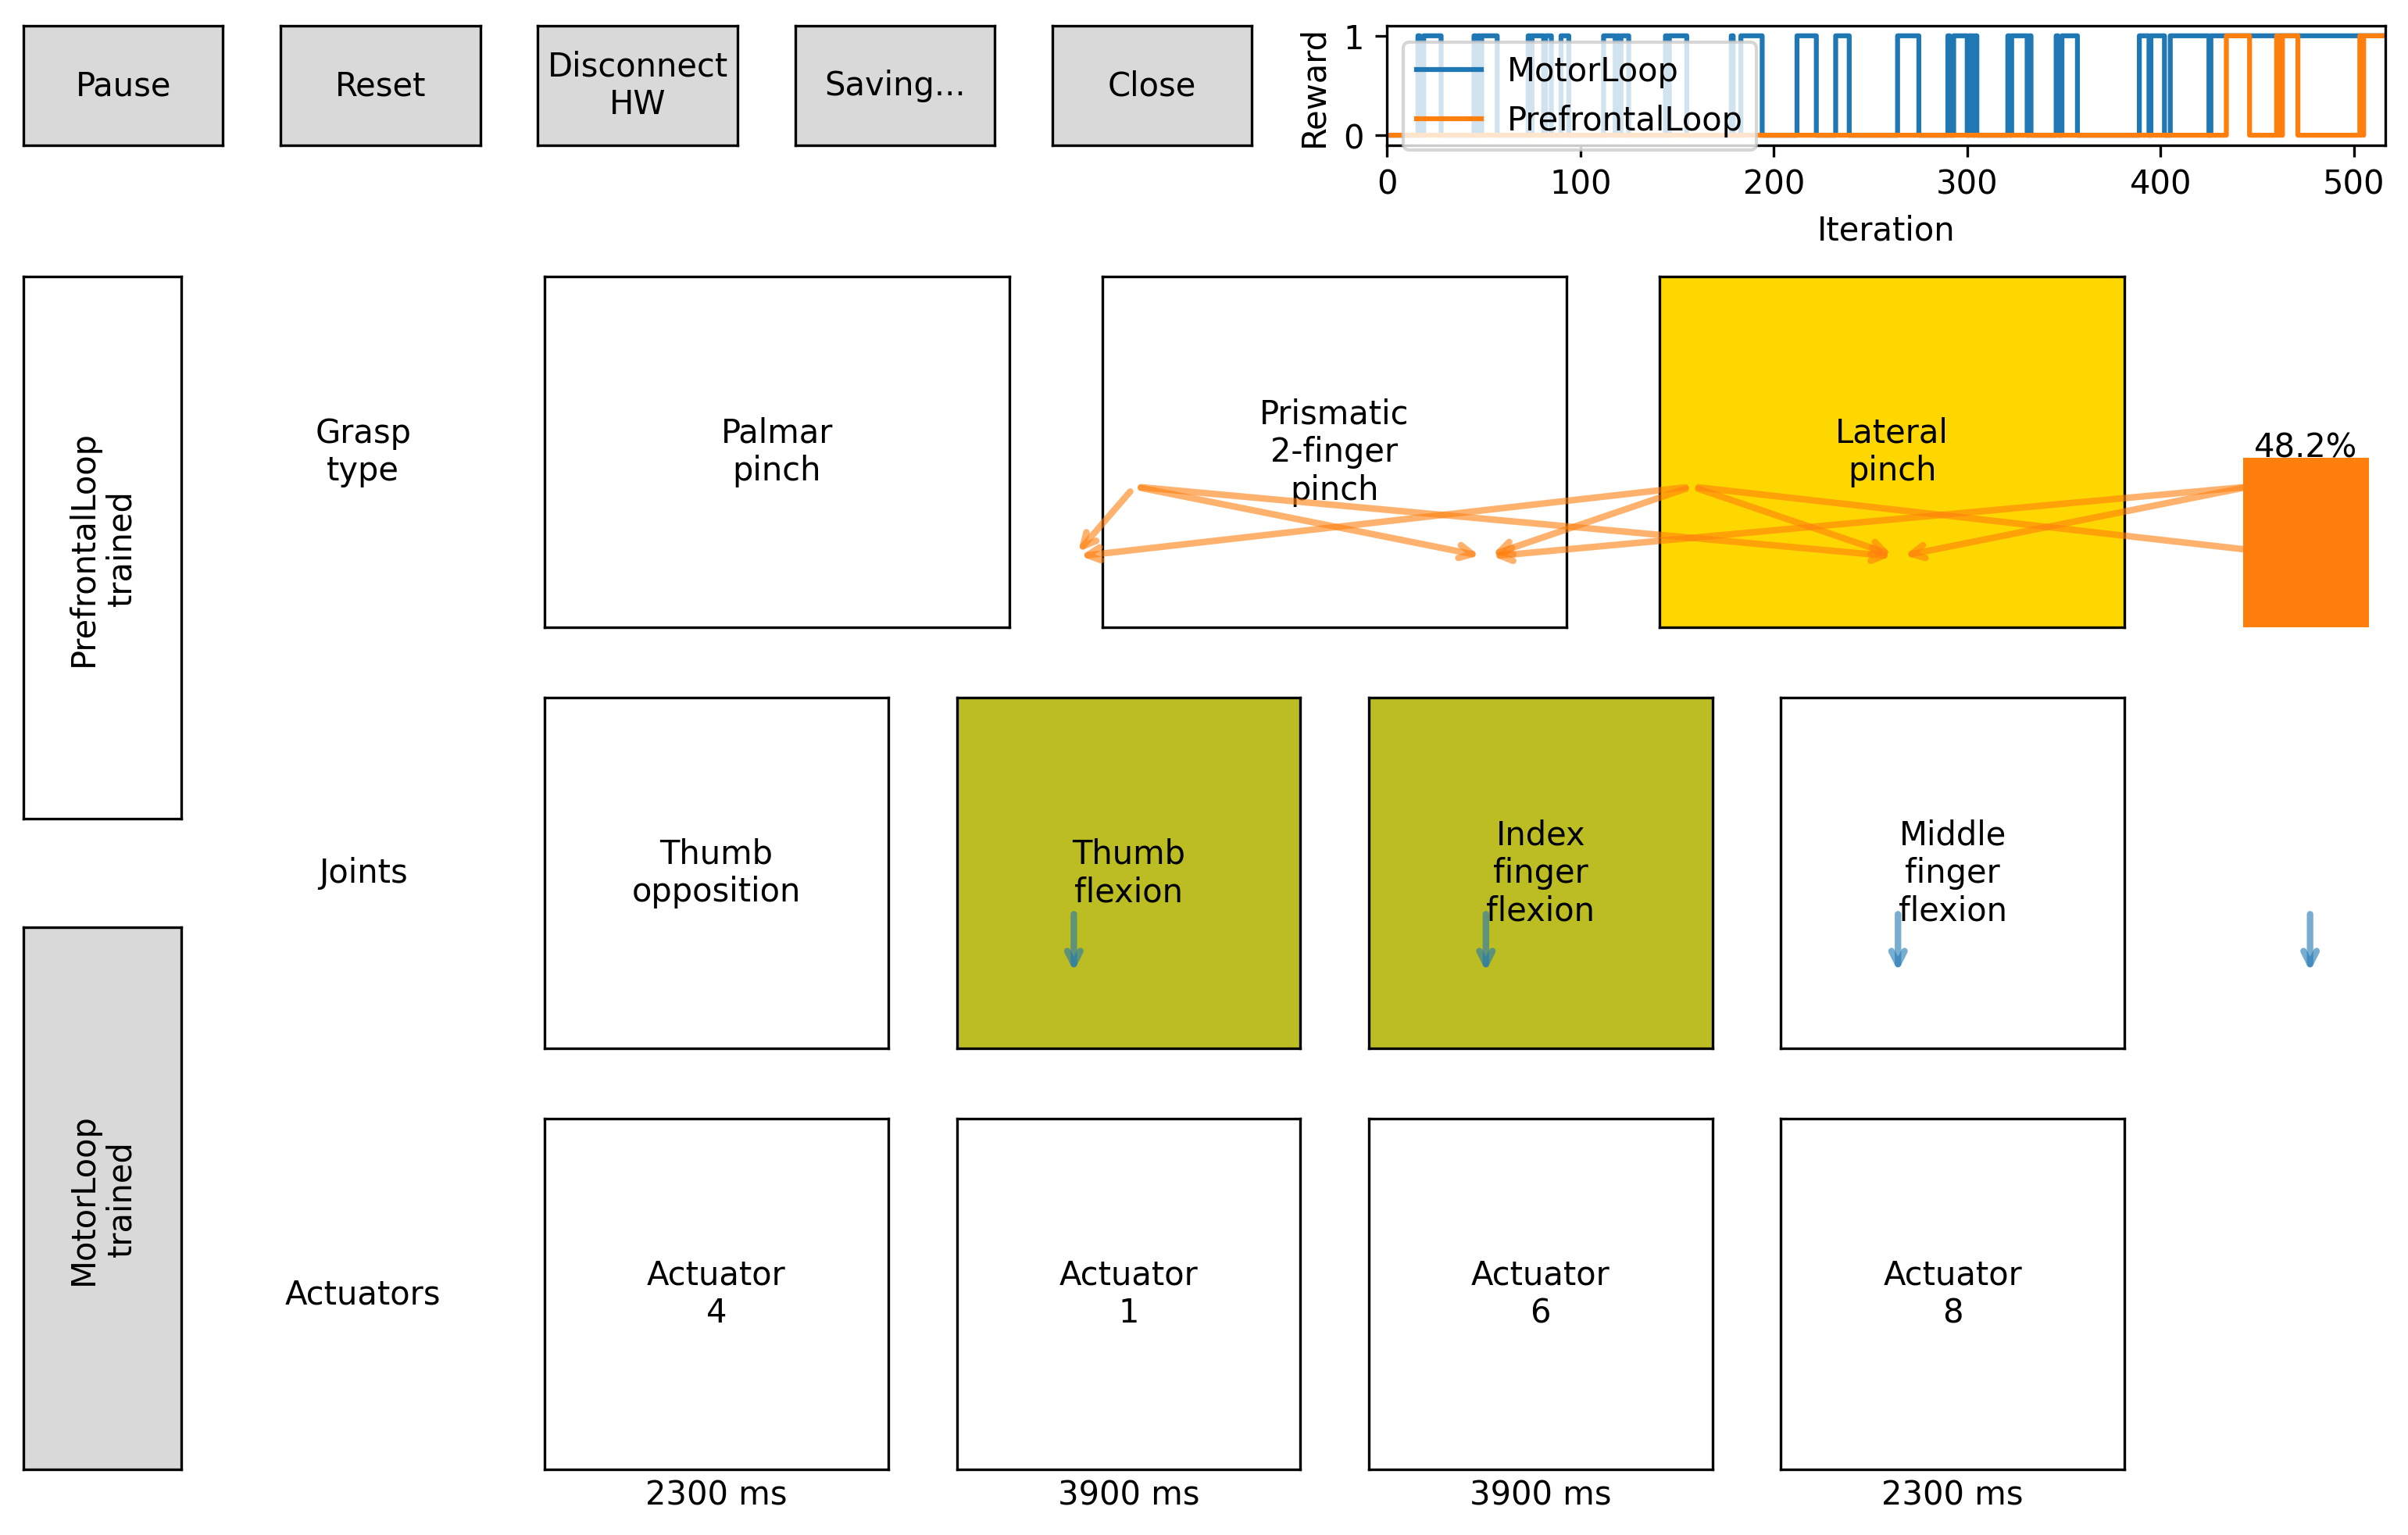 Pause
Reset
Disconnect
HW
Saving...
Close
Reward
1
0
MotorLoop
PrefrontalLoop
0
100
200
300
400
500
Iteration
PrefrontalLoop
trained
Grasp
type
Palmar
pinch
Prismatic
2-finger
pinch
Lateral
pinch
48.2%
Joints
Thumb
opposition
Thumb
flexion
Index
finger
flexion
Middle
finger
flexion
MotorLoop
trained
Actuators
Actuator
4
Actuator
1
Actuator
6
Actuator
8
2300 ms
3900 ms
3900 ms
2300 ms